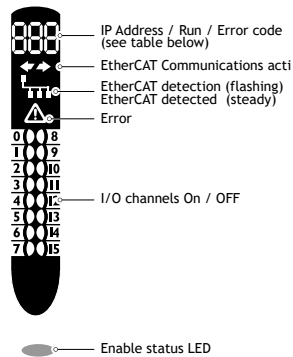 888
IP Address / Run / Error code
(see table below)
EtherCAT Communications acti
EtherCAT detection (flashing)
EtherCAT detected (steady)
Error
0 8
1 9
2 10
3 11
4 12
I/O channels On / OFF
5 13
6 14
7 15
Enable status LED